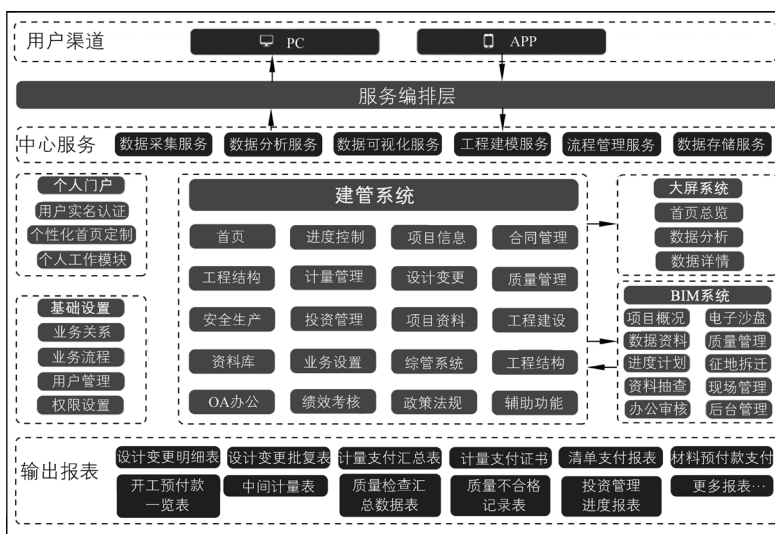 用户渠道
PC
APP
服务编排层
中心服务
数据采集服务
数据分析服务
数据可视化服务
工程建模服务
流程管理服务
数据存储服务
个人门户
用户实名认证
个性化首页定制
个人工作模块
基础设置
业务关系
业务流程
用户管理
权限设置
建管系统
首页
进度控制
项目信息
合同管理
工程结构
计量管理
设计变更
质量管理
安全生产
投资管理
项目资料
工程建设
资料库
业务设置
综管系统
工程结构
OA办公
绩效考核
政策法规
辅助功能
大屏系统
首页总览
数据分析
数据详情
BIM系统
项目概况
电子沙盘
数据资料
质量管理
进度计划
征地拆迁
资料抽查
现场管理
办公审核
后台管理
输出报表
设计变更明细表
设计变更批复表
计量支付汇总表
计量支付证书
清单支付报表
材料预付款支付
开工预付款
一览表
中间计量表
质量检查汇
总数据表
质量不合格
记录表
投资管理
进度报表
更多报表…